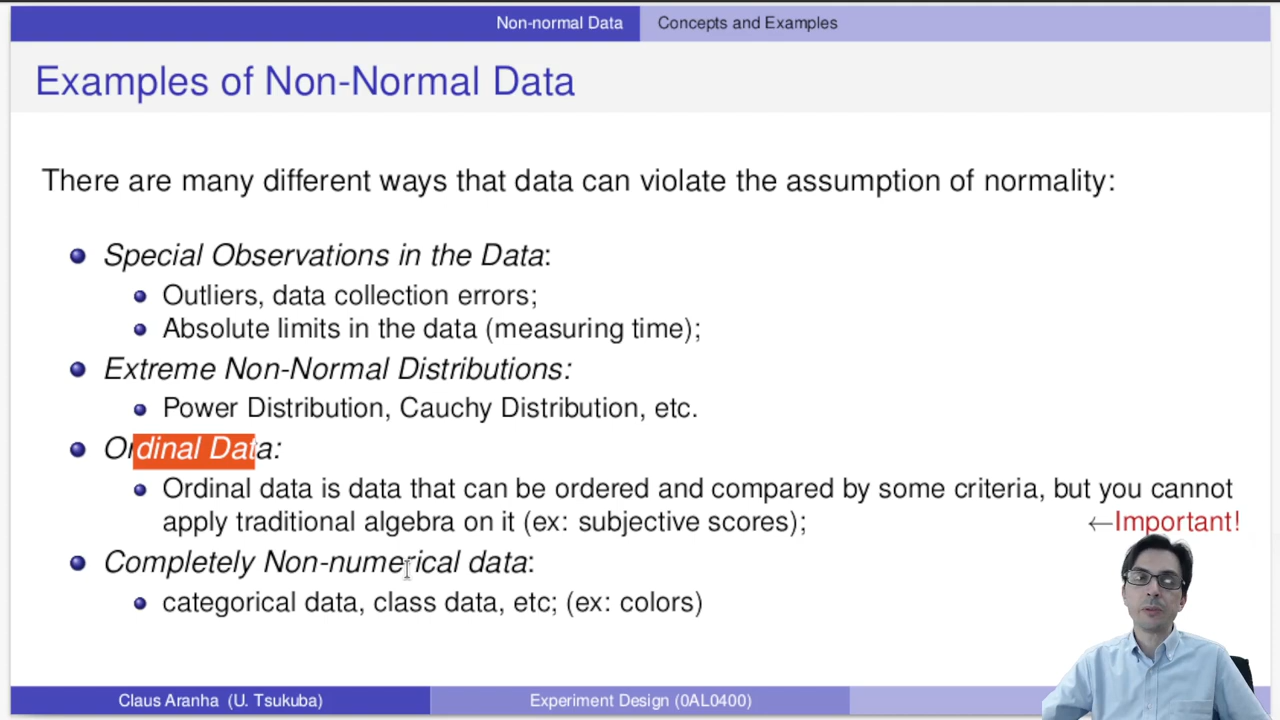 Non-normal Data Concepts and Examples
Examples of Non-Normal Data
There are many different ways that data can violate the assumption of normality:
Special Observations in the Data:
Outliers, data collection errors;
Absolute limits in the data (measuring time);
Extreme Non-Normal Distributions:
Power Distribution, Cauchy Distribution, etc.
Ordinal Data:
Ordinal data is data that can be ordered and compared by some criteria, but you cannot
apply traditional algebra on it (ex: subjective scores); ←Important!
Completely Non-numerical data:
categorical data, class data, etc; (ex: colors)
Claus Aranha (U. Tsukuba) Experiment Design (0AL0400)